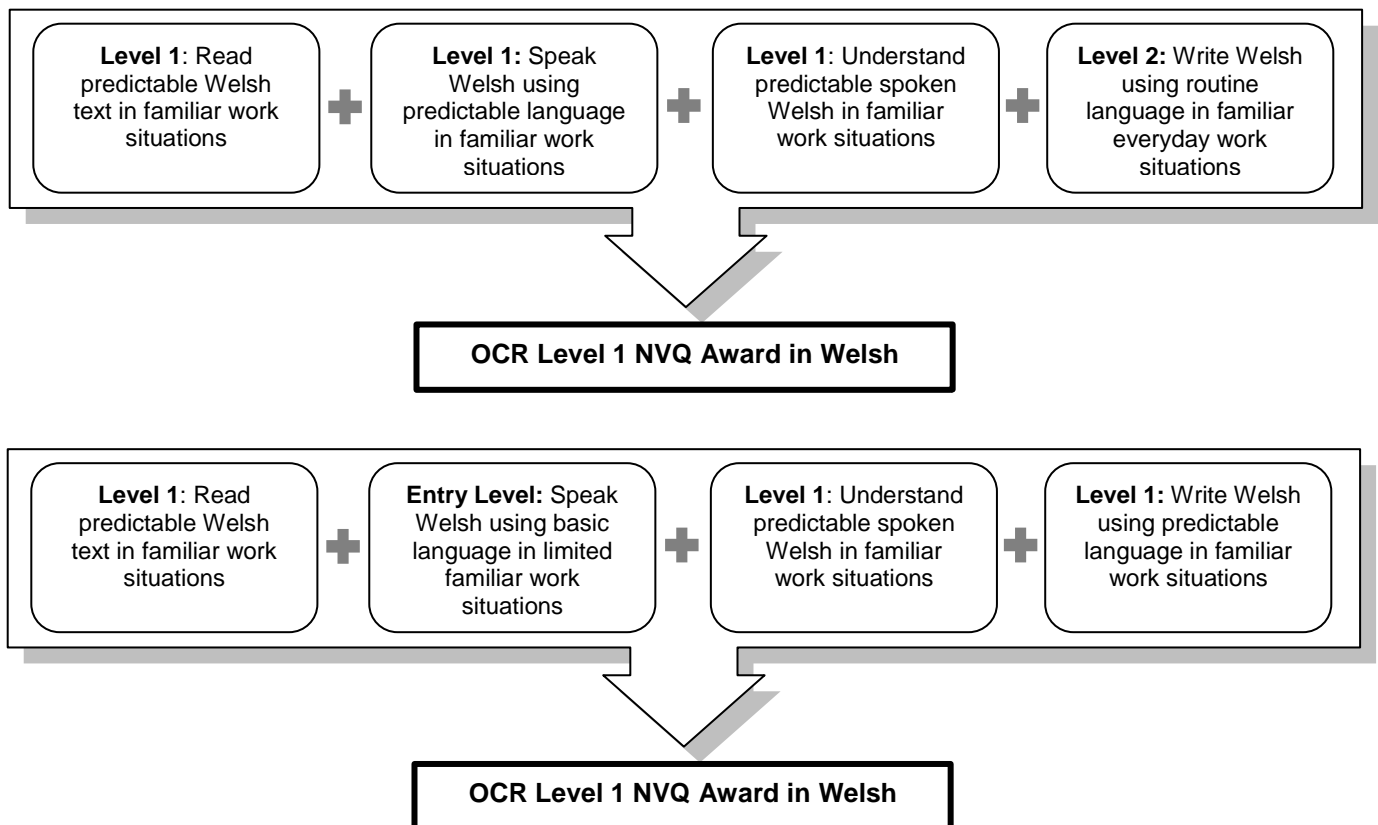 Level 1: Read
predictable Welsh
text in familiar work
situations
Level 1: Speak
Welsh using
predictable language
in familiar work
situations
Level 1: Understand
predictable spoken
Welsh in familiar
work situations
Level 2: Write Welsh
using routine
language in familiar
everyday work
situations
OCR Level 1 NVQ Award in Welsh
Level 1: Read
predictable Welsh
text in familiar work
situations
Entry Level: Speak
Welsh using basic
language in limited
familiar work
situations
Level 1: Understand
predictable spoken
Welsh in familiar
work situations
Level 1: Write Welsh
using predictable
language in familiar
work situations
OCR Level 1 NVQ Award in Welsh